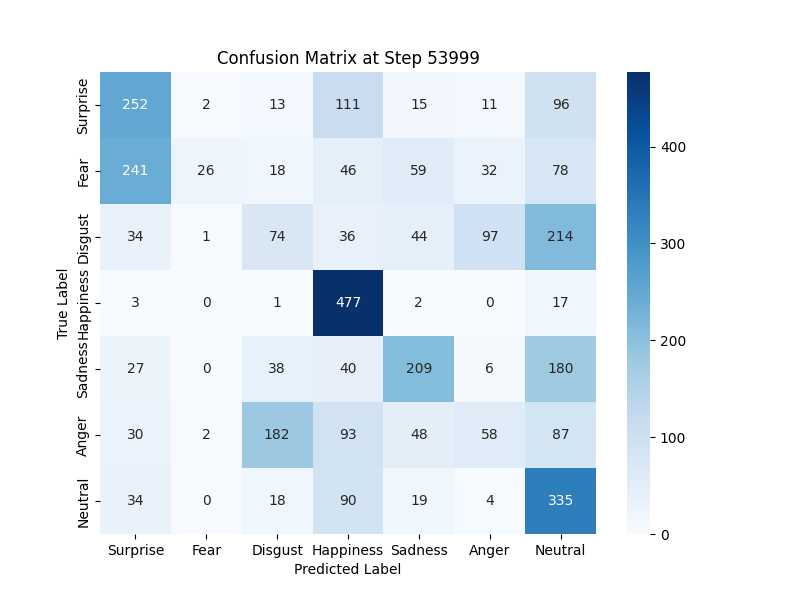 Confusion Matrix at Step 53999
Surprise 252 2 13 111 15 11 96
Fear 241 26 18 46 59 32 78
Disgust 34 1 74 36 44 97 214
Happiness 3 0 1 477 2 0 17
Sadness 27 0 38 40 209 6 180
Anger 30 2 182 93 48 58 87
Neutral 34 0 18 90 19 4 335
True Label
Surprise Fear Disgust Happiness Sadness Anger Neutral
Predicted Label
400
300
200
100
0